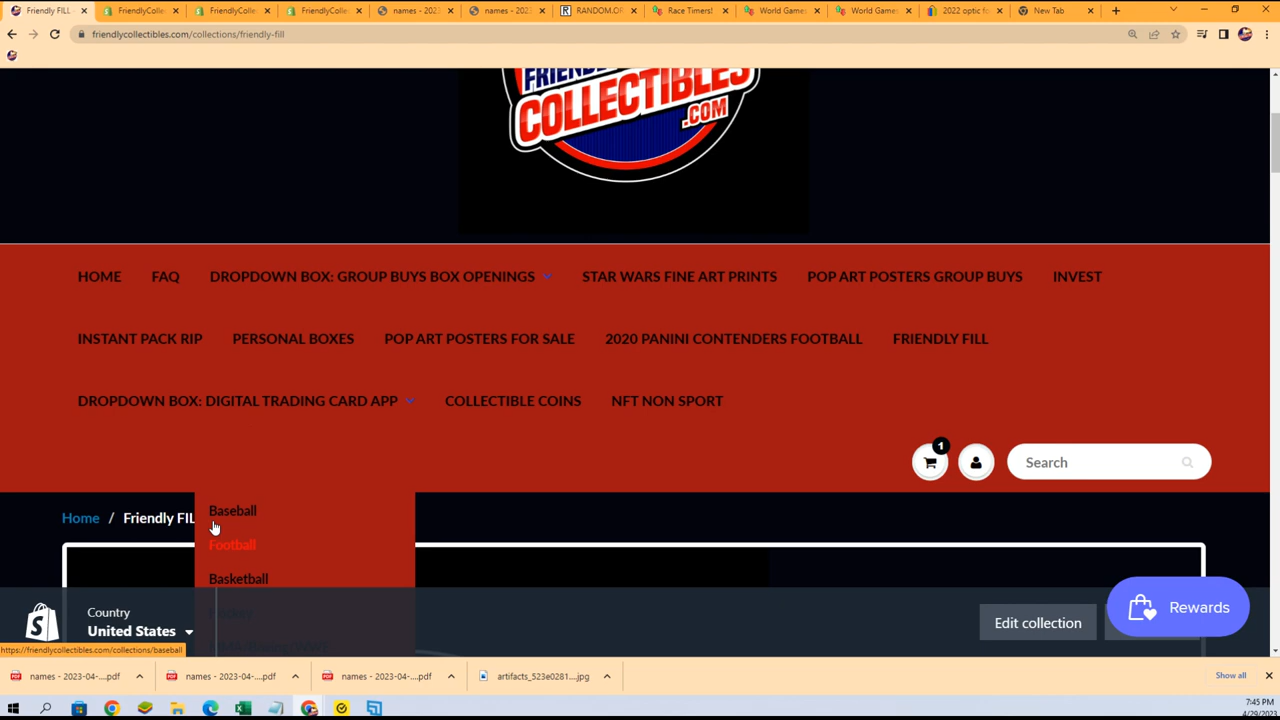 Friendly FILL
FriendlyColle
FriendlyColle
FriendlyColle
names - 2023
names - 2023
RANDOM.OR
Race Timers!
World Games
World Games
2022 optic fo
New Tab
friendlycollectibles.com/collections/friendly-fill
COLLECTIBLES
.COM
HOME FAQ DROPDOWN BOX: GROUP BUYS BOX OPENINGS STAR WARS FINE ART PRINTS POP ART POSTERS GROUP BUYS INVEST
INSTANT PACK RIP PERSONAL BOXES POP ART POSTERS FOR SALE 2020 PANINI CONTENDERS FOOTBALL FRIENDLY FILL
DROPDOWN BOX: DIGITAL TRADING CARD APP COLLECTIBLE COINS NFT NON SPORT
1
Search
Home / Friendly FIL
Baseball
Football
Basketball
Country
United States
Edit collection
Rewards
https://friendlycollectibles.com/collections/baseball
names - 2023-04-....pdf
names - 2023-04-....pdf
names - 2023-04-....pdf
artifacts_523e0281....jpg
Show all
7:45 PM
4/29/2023